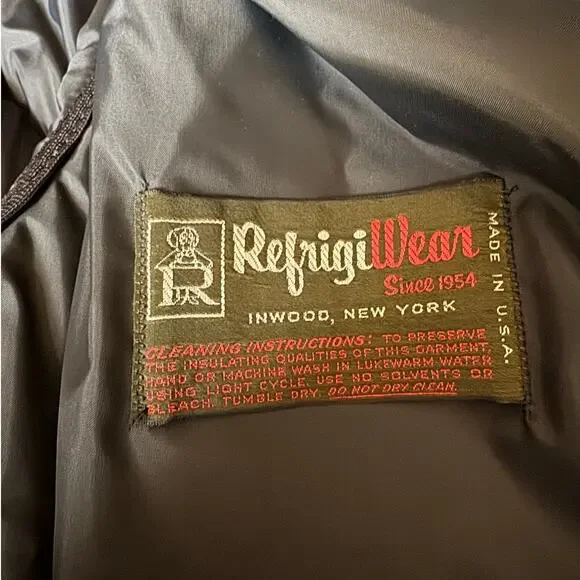 RefrigiWear
Since 1954
INWOOD, NEW YORK
MADE IN U.S.A.
R
CLEANING INSTRUCTIONS: TO PRESERVE
THE INSULATING QUALITIES OF THIS GARMENT,
HAND OR MACHINE WASH IN LUKEWARM WATER
USING LIGHT CYCLE. USE NO SOLVENTS OR
BLEACH. TUMBLE DRY. DO NOT DRY CLEAN.